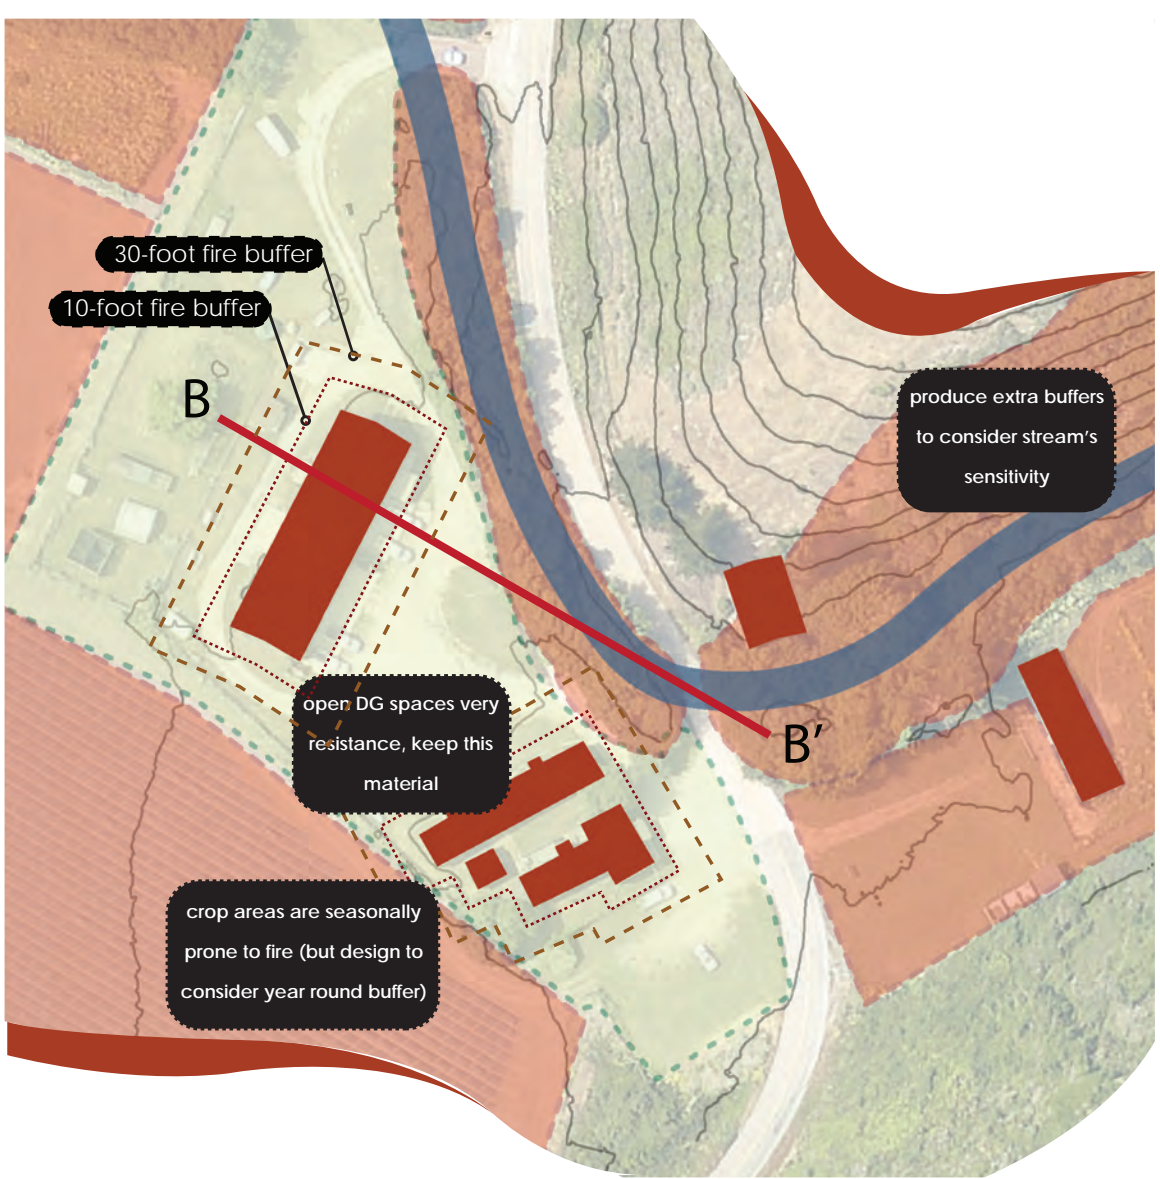 30-foot fire buffer
10-foot fire buffer
B
produce extra buffers
to consider stream's
sensitivity
open DG spaces very
resistance, keep this
material
B’
crop areas are seasonally
prone to fire (but design to
consider year round buffer)